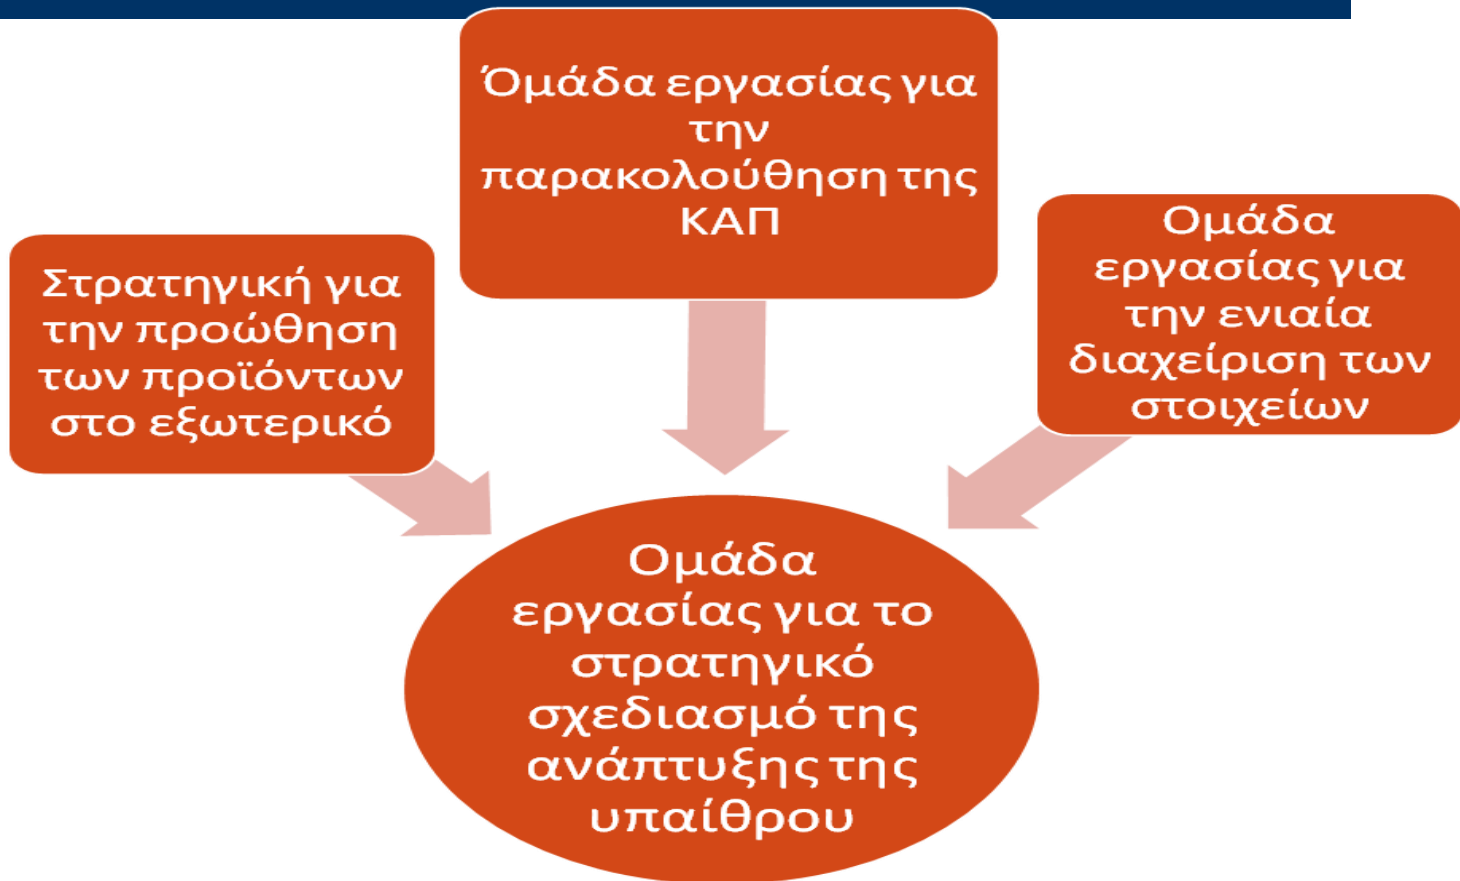 Όμάδα εργασίας για
την
παρακολούθηση της
ΚΑΠ
Στρατηγική για
την προώθηση
των προϊόντων
στο εξωτερικό
Ομάδα
εργασίας για
την ενιαία
διαχείριση των
στοιχείων
Ομάδα
εργασίας για το
στρατηγικό
σχεδιασμό της
ανάπτυξης της
υπαίθρου